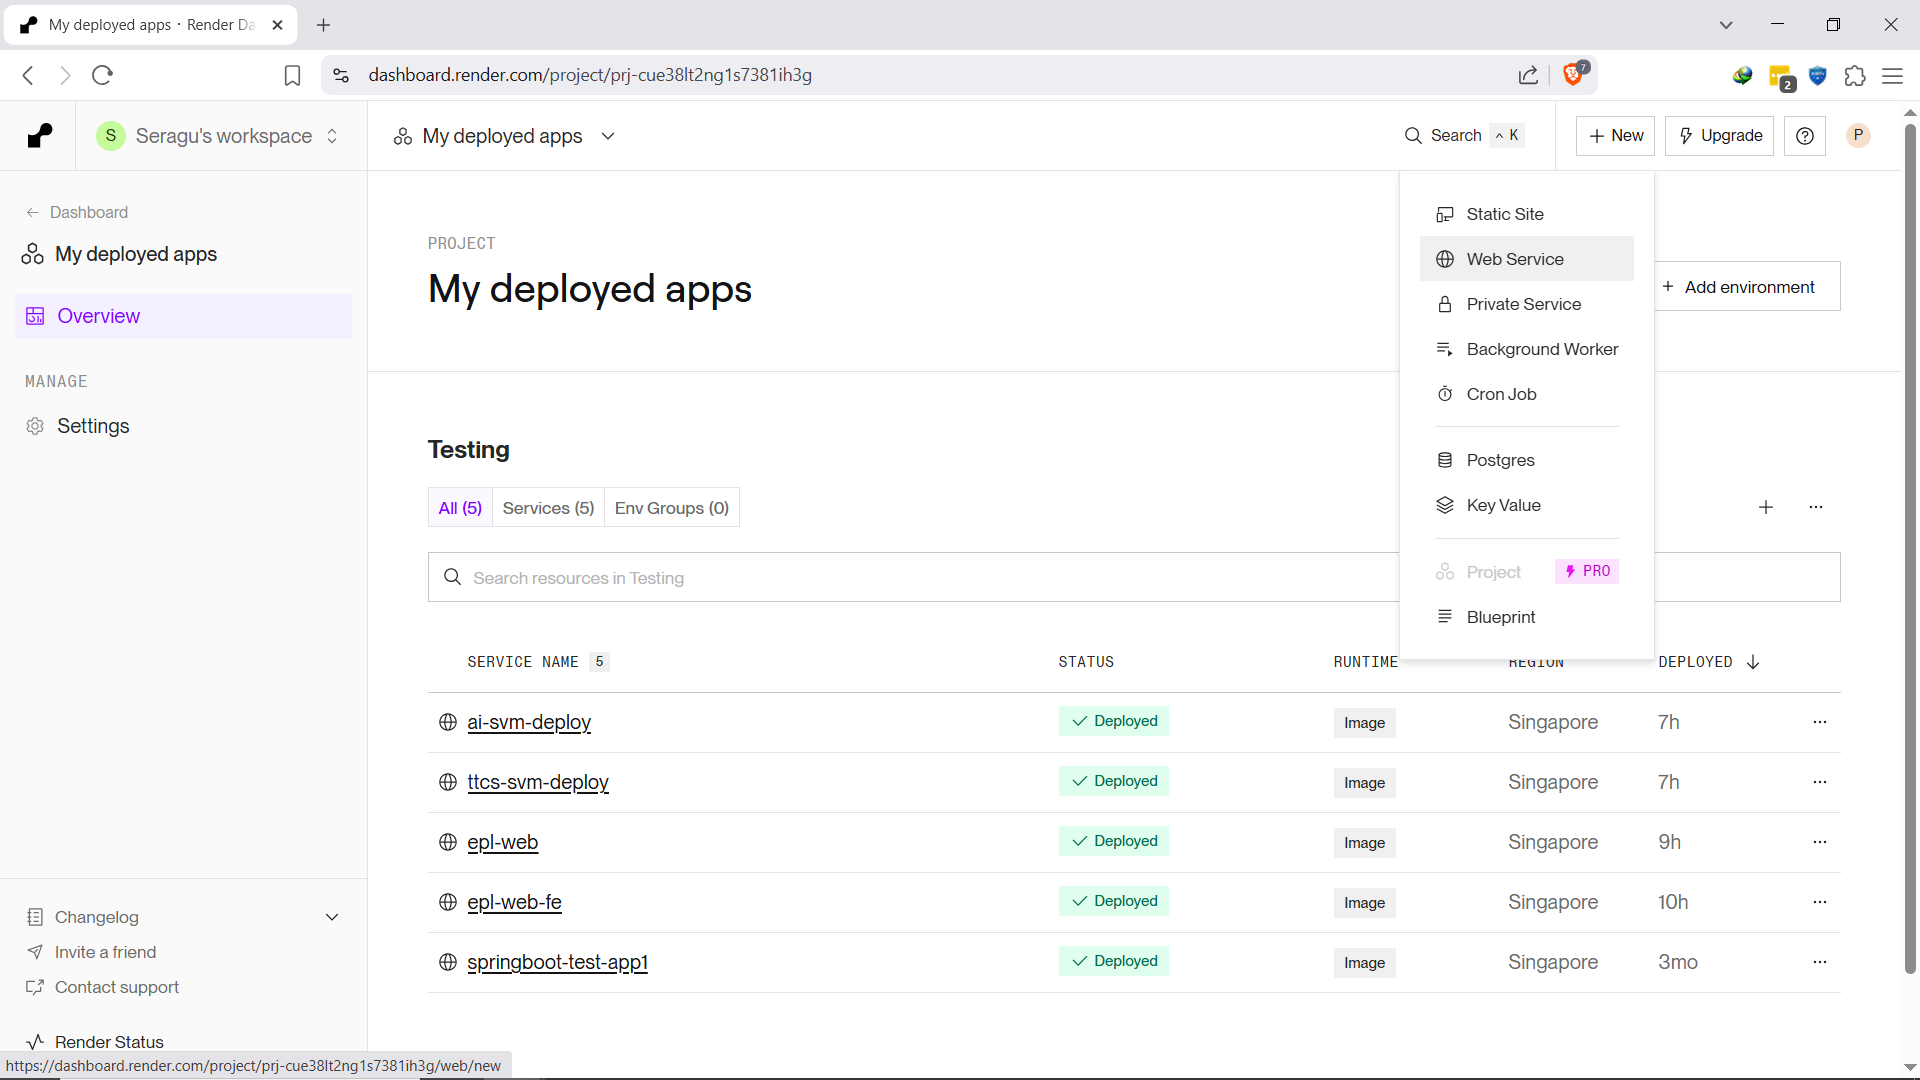 My deployed apps · Render Da
dashboard.render.com/project/prj-cue38lt2ng1s7381ih3g
7
2
S Seragu's workspace
My deployed apps
Search ^ K
+ New
Upgrade
P
← Dashboard
My deployed apps
Overview
MANAGE
Settings
Changelog
Invite a friend
Contact support
Render Status
https://dashboard.render.com/project/prj-cue38lt2ng1s7381ih3g/web/new
PROJECT
My deployed apps
+ Add environment
Static Site
Web Service
Private Service
Background Worker
Cron Job
Postgres
Key Value
Project PRO
Blueprint
Testing
All (5) Services (5) Env Groups (0)
Search resources in Testing
SERVICE NAME 5 STATUS RUNTIME REGION DEPLOYED ↓
ai-svm-deploy Deployed Image Singapore 7h
ttcs-svm-deploy Deployed Image Singapore 7h
epl-web Deployed Image Singapore 9h
epl-web-fe Deployed Image Singapore 10h
springboot-test-app1 Deployed Image Singapore 3mo